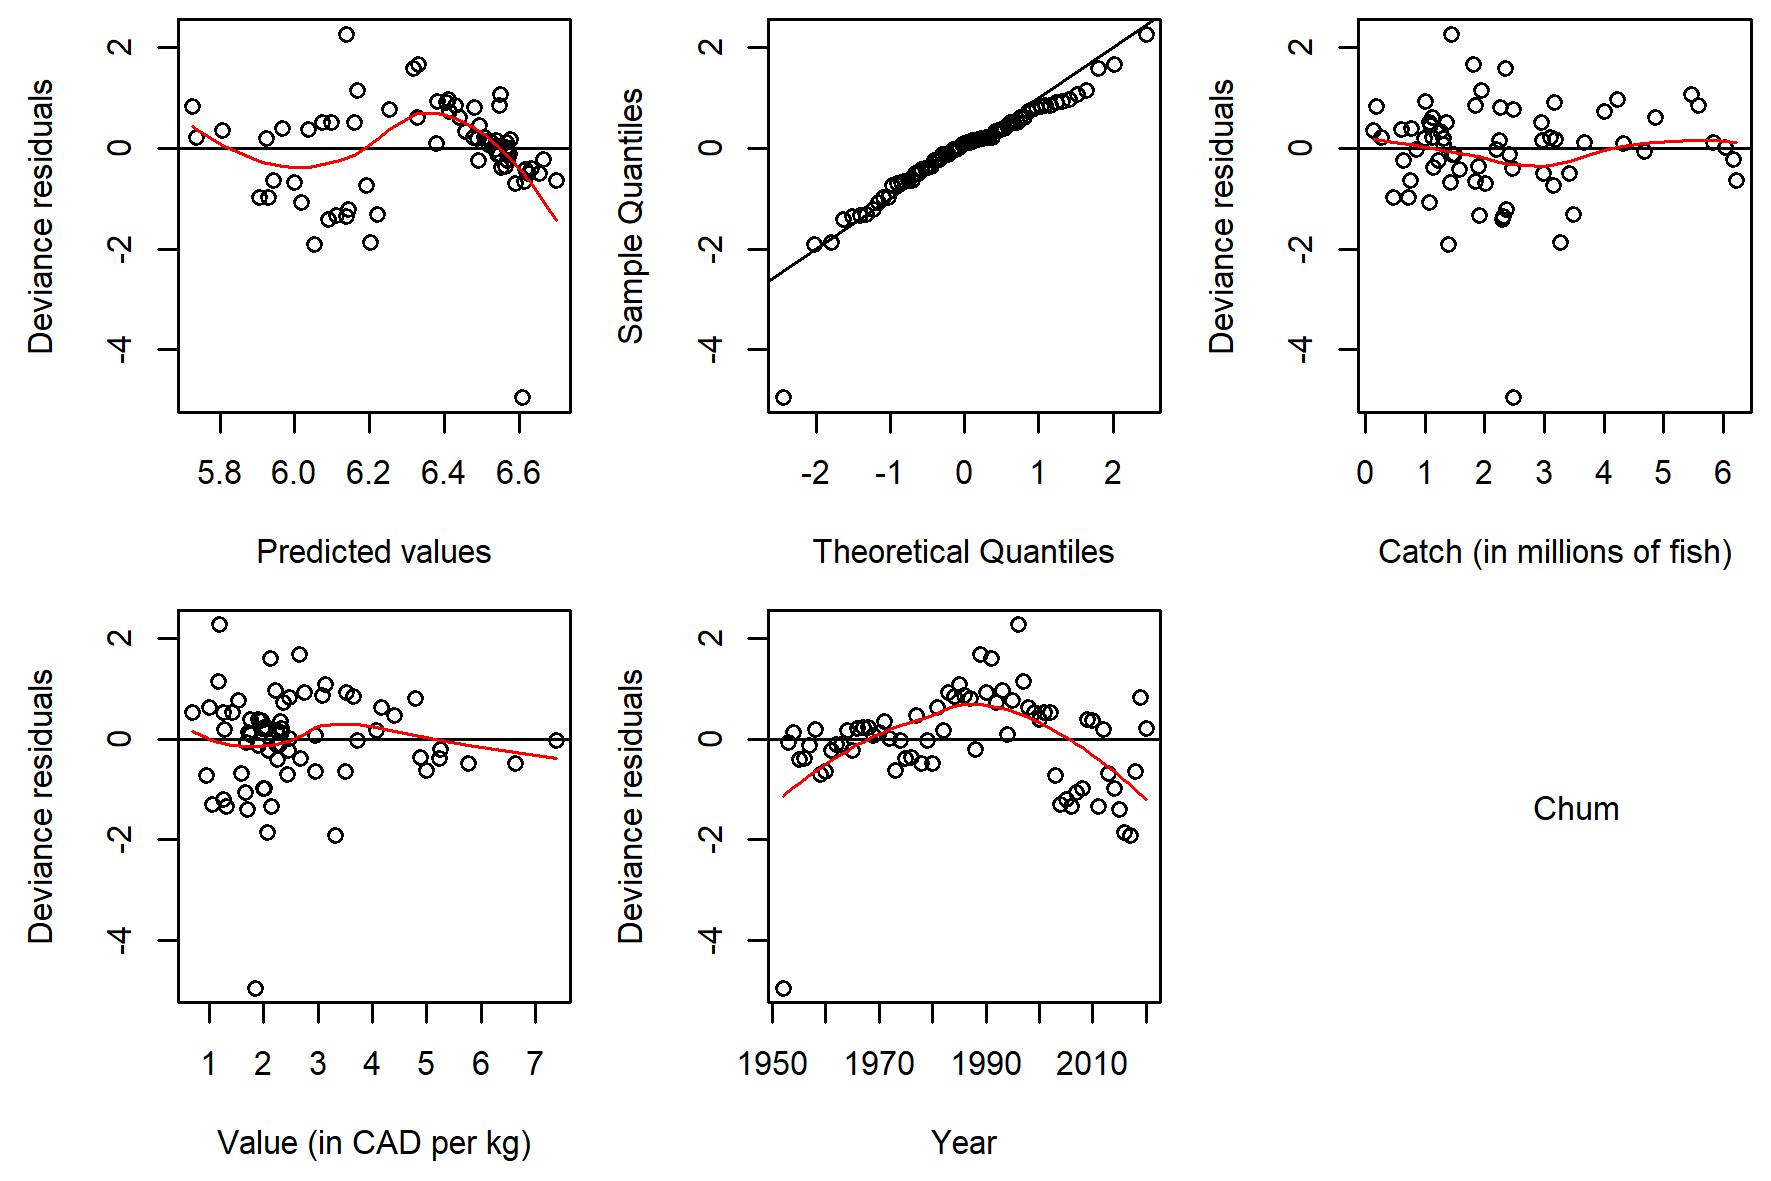 Deviance residuals
2
0
-2
-4
5.8 6.0 6.2 6.4 6.6
Predicted values
Sample Quantiles
2
0
-2
-4
-2 -1 0 1 2
Theoretical Quantiles
Deviance residuals
2
0
-2
-4
0 1 2 3 4 5 6
Catch (in millions of fish)
Deviance residuals
2
0
-2
-4
1 2 3 4 5 6 7
Value (in CAD per kg)
Deviance residuals
2
0
-2
-4
1950 1970 1990 2010
Year
Chum